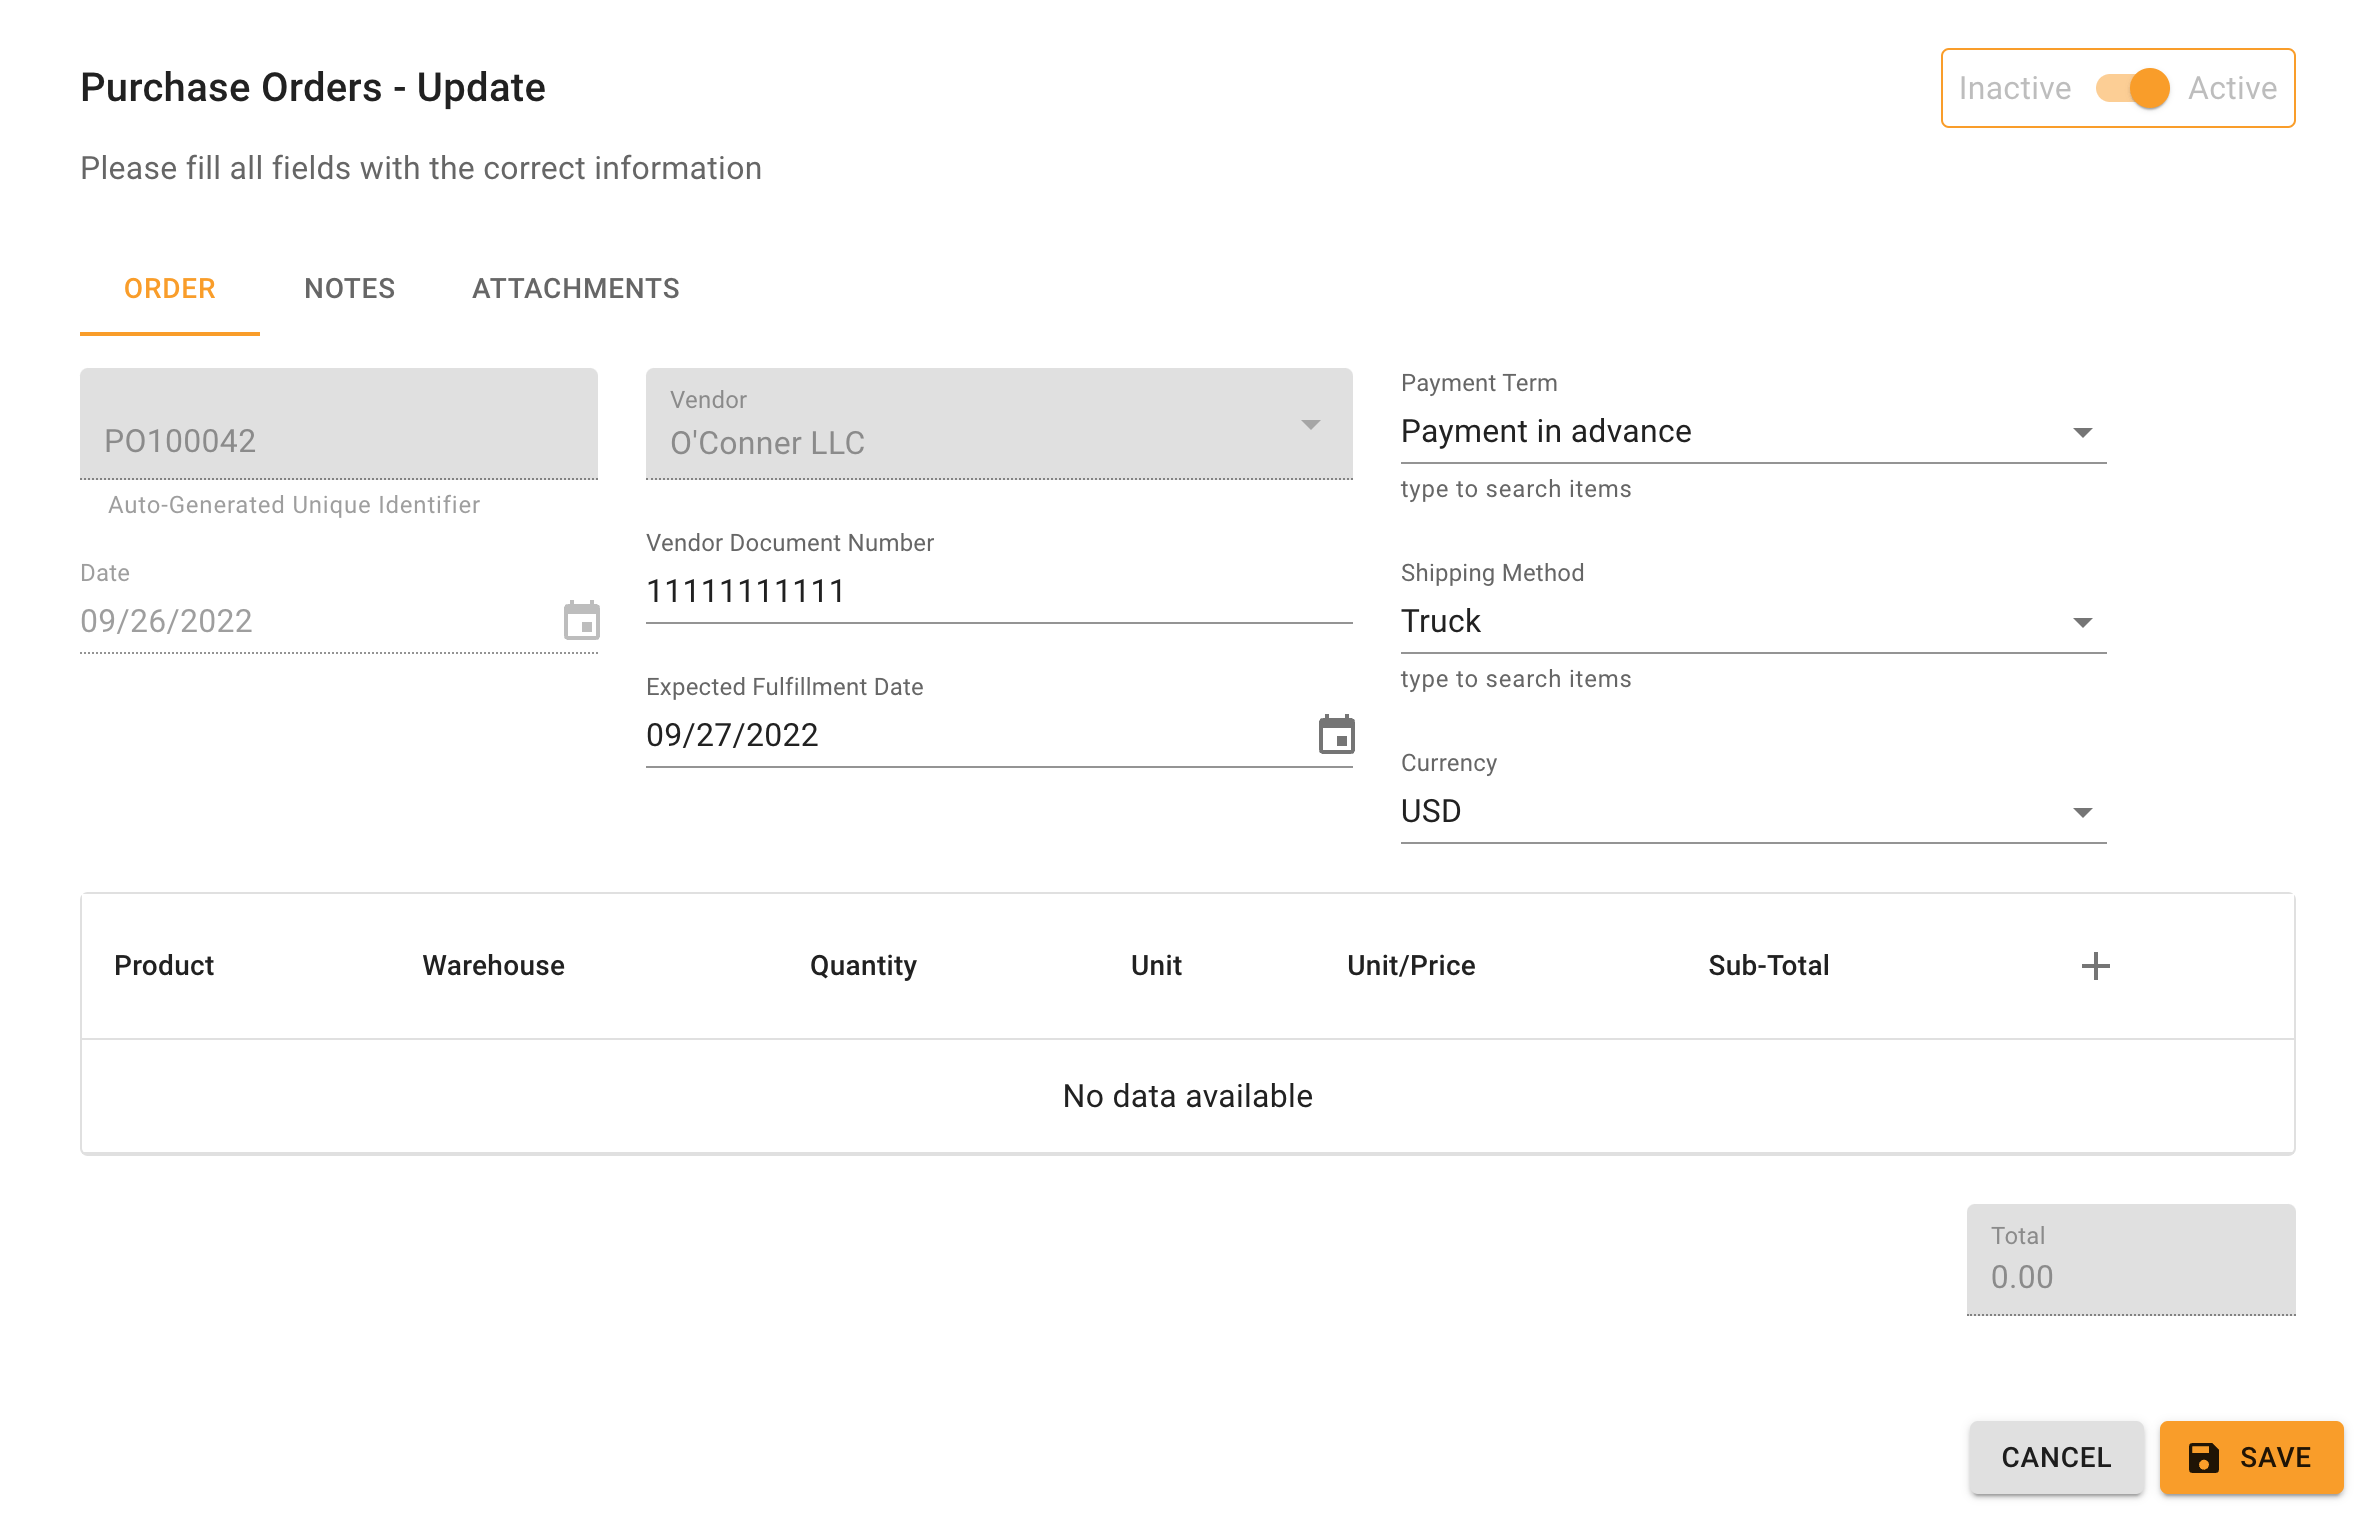 Purchase Orders - Update
Inactive Active
Please fill all fields with the correct information
ORDER NOTES ATTACHMENTS
PO100042
Auto-Generated Unique Identifier
Date
09/26/2022
Vendor
O'Conner LLC
Vendor Document Number
11111111111
Expected Fulfillment Date
09/27/2022
Payment Term
Payment in advance
type to search items
Shipping Method
Truck
type to search items
Currency
USD
Product Warehouse Quantity Unit Unit/Price Sub-Total
No data available
Total
0.00
CANCEL SAVE